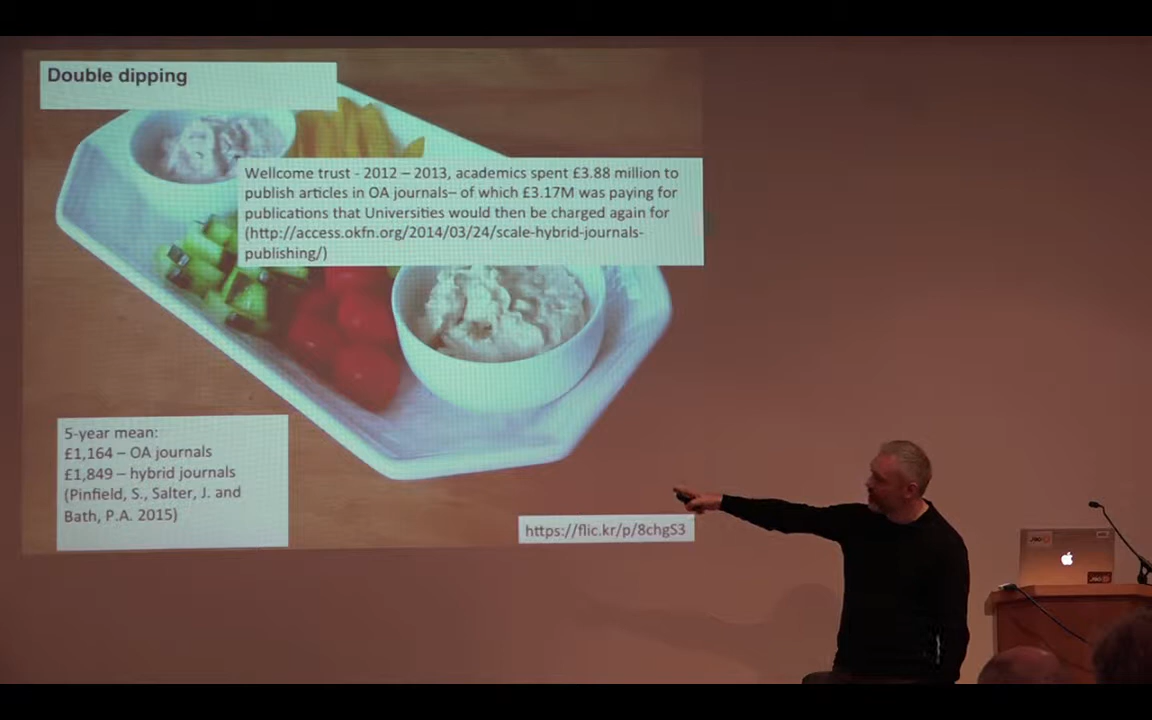 Double dipping
Wellcome trust - 2012 – 2013, academics spent £3.88 million to
publish articles in OA journals– of which £3.17M was paying for
publications that Universities would then be charged again for
(http://access.okfn.org/2014/03/24/scale-hybrid-journals-
publishing/)
5-year mean:
£1,164 – OA journals
£1,849 – hybrid journals
(Pinfield, S., Salter, J. and
Bath, P.A. 2015)
https://flic.kr/p/8chgS3